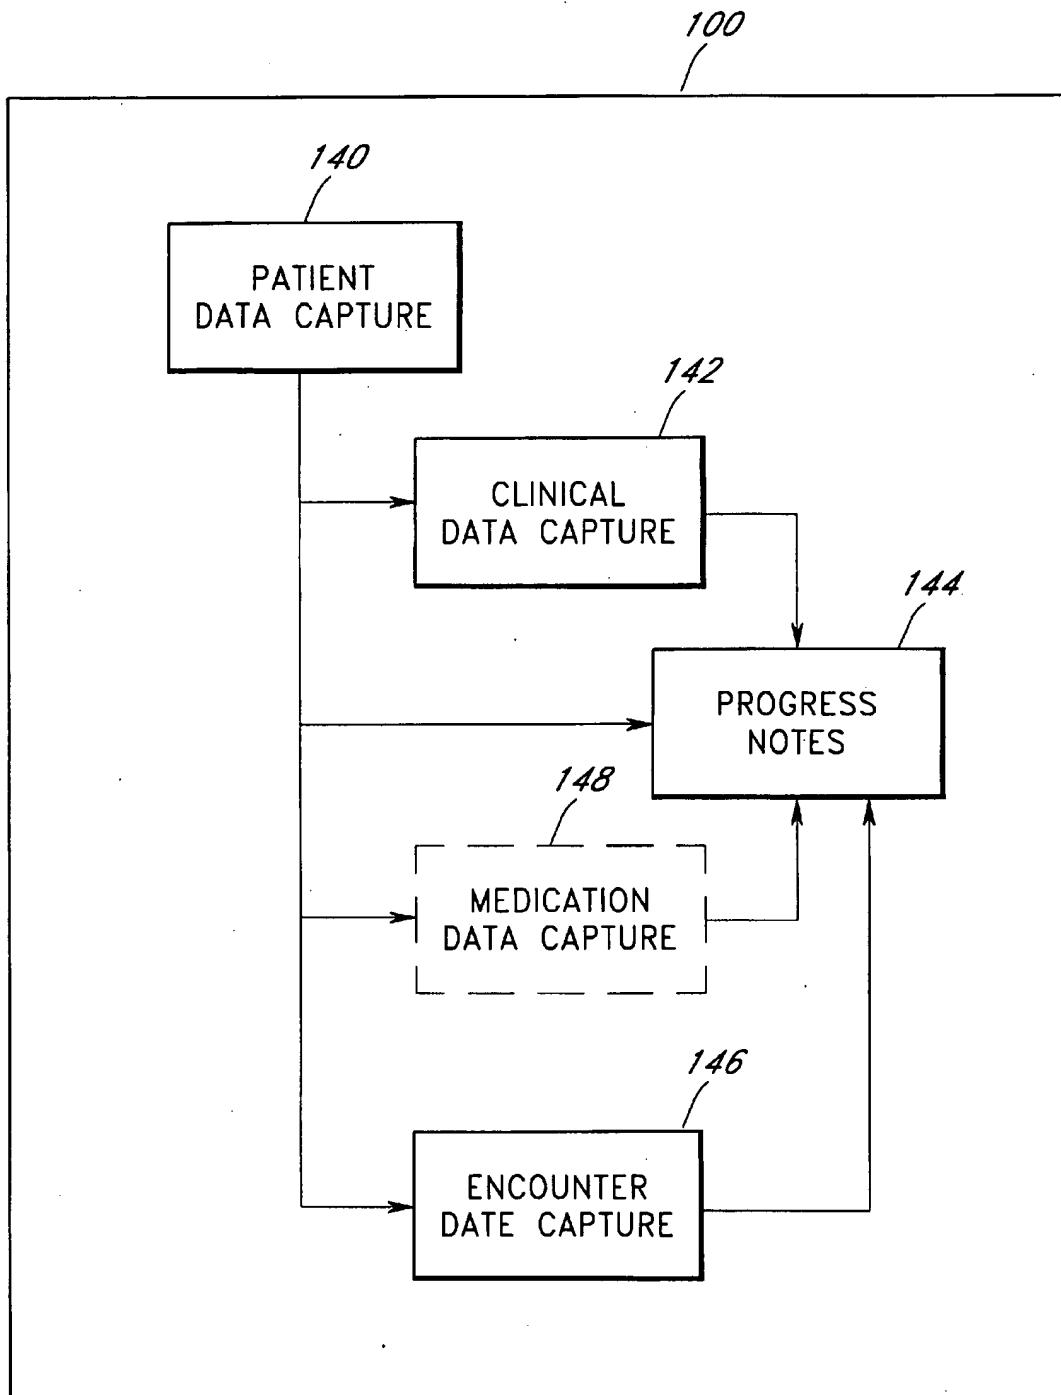 100
140
PATIENT
DATA CAPTURE
142
CLINICAL
DATA CAPTURE
144
PROGRESS
NOTES
148
MEDICATION
DATA CAPTURE
146
ENCOUNTER
DATE CAPTURE